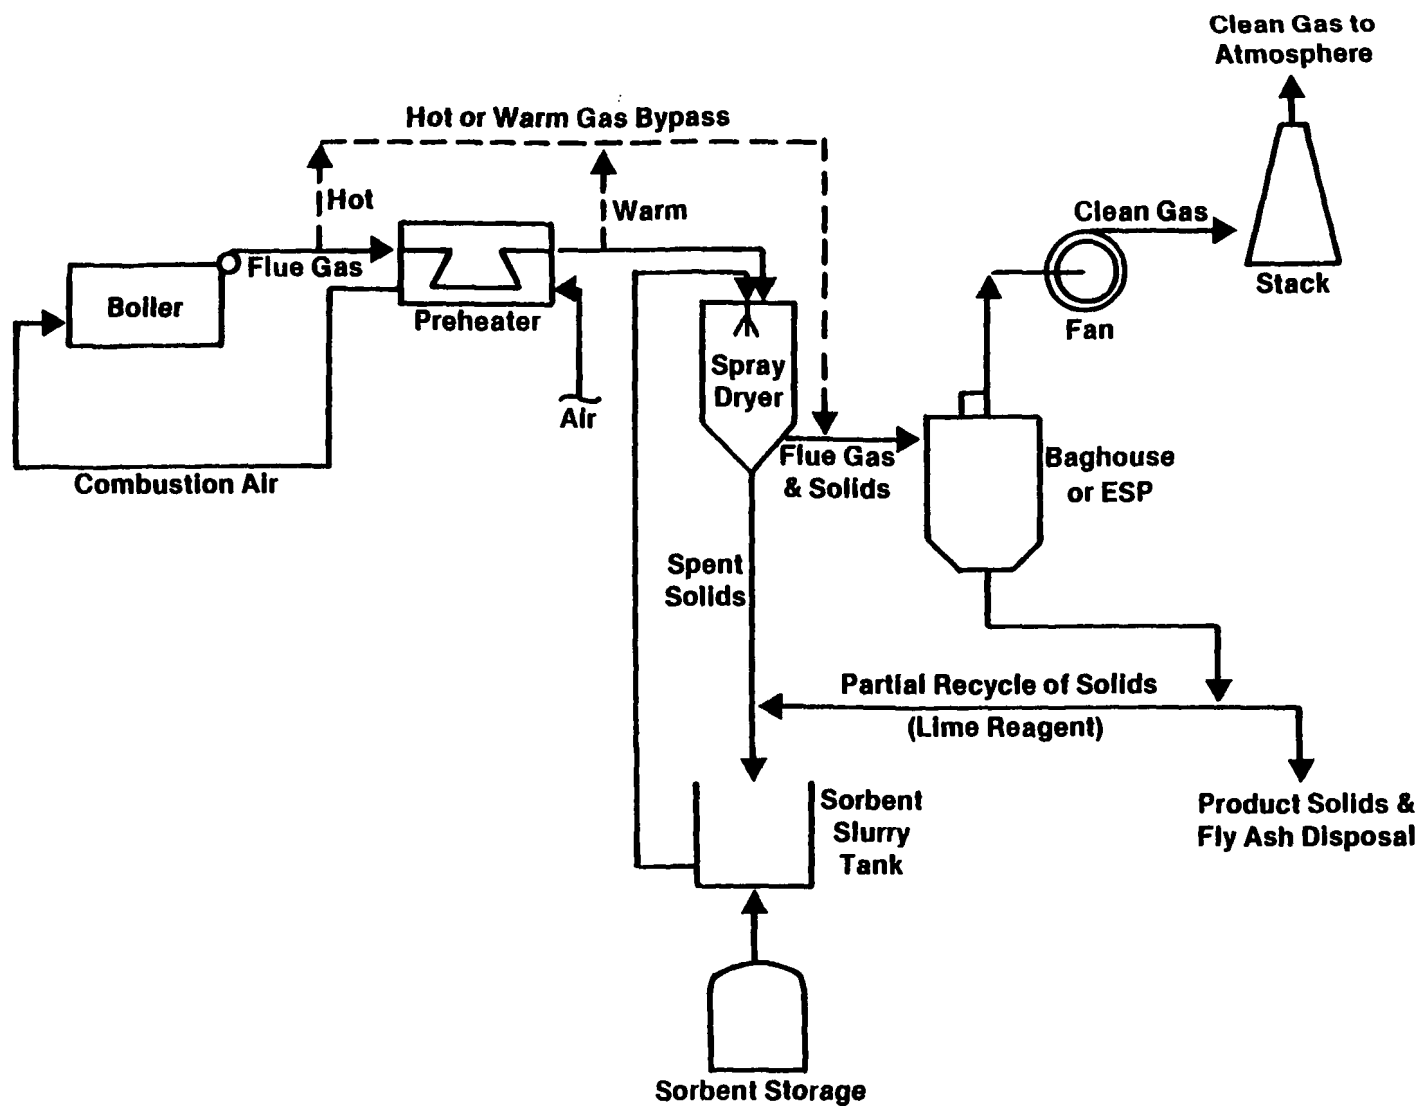 Clean Gas to
Atmosphere
Hot or Warm Gas Bypass
Hot
Warm
Clean Gas
Flue Gas
Boiler
Preheater
Stack
Fan
Spray
Dryer
Air
Flue Gas
& Solids
Baghouse
or ESP
Combustion Air
Spent
Solids
Partial Recycle of Solids
(Lime Reagent)
Sorbent
Slurry
Tank
Product Solids &
Fly Ash Disposal
Sorbent Storage